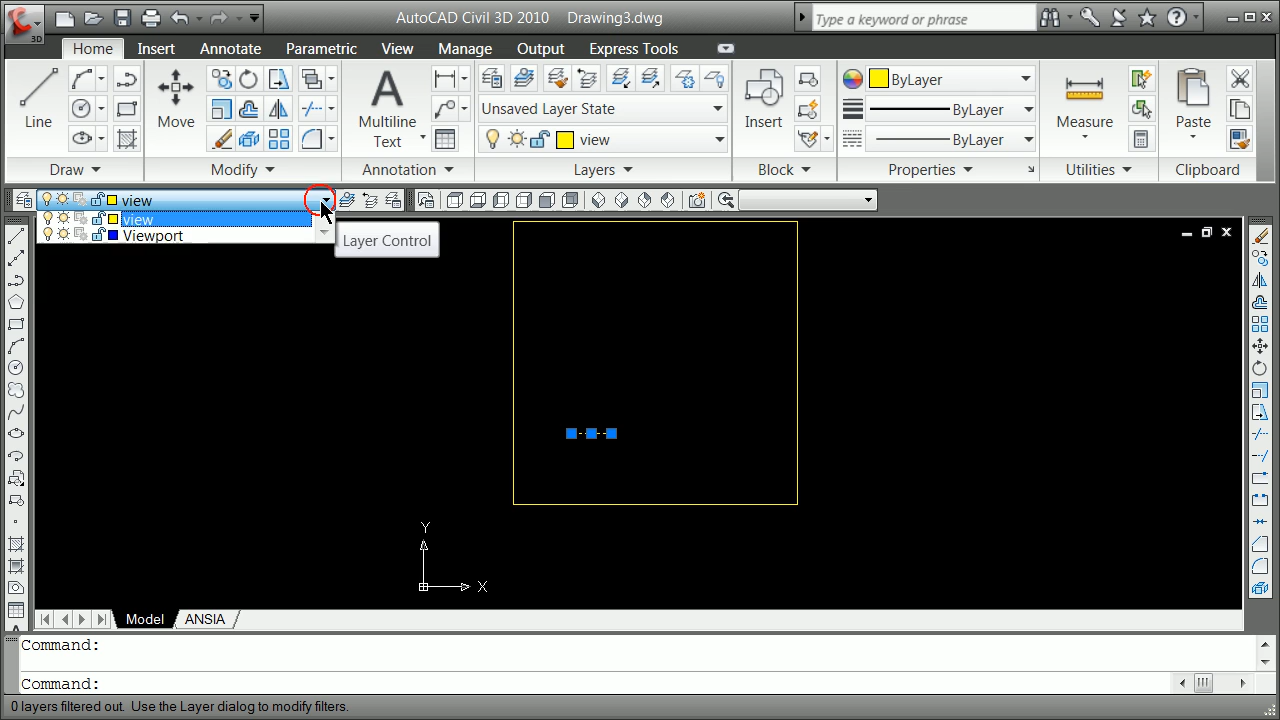 AutoCAD Civil 3D 2010 Drawing3.dwg
Type a keyword or phrase
3D
Home Insert Annotate Parametric View Manage Output Express Tools
Line
Move
A
Multiline
Text
Unsaved Layer State
view
Insert
ByLayer
ByLayer
ByLayer
Measure
Paste
Draw Modify Annotation Layers Block Properties Utilities Clipboard
view
view
Viewport
Layer Control
Y
X
A
Model ANSIA
Command:
Command:
0 layers filtered out. Use the Layer dialog to modify filters.